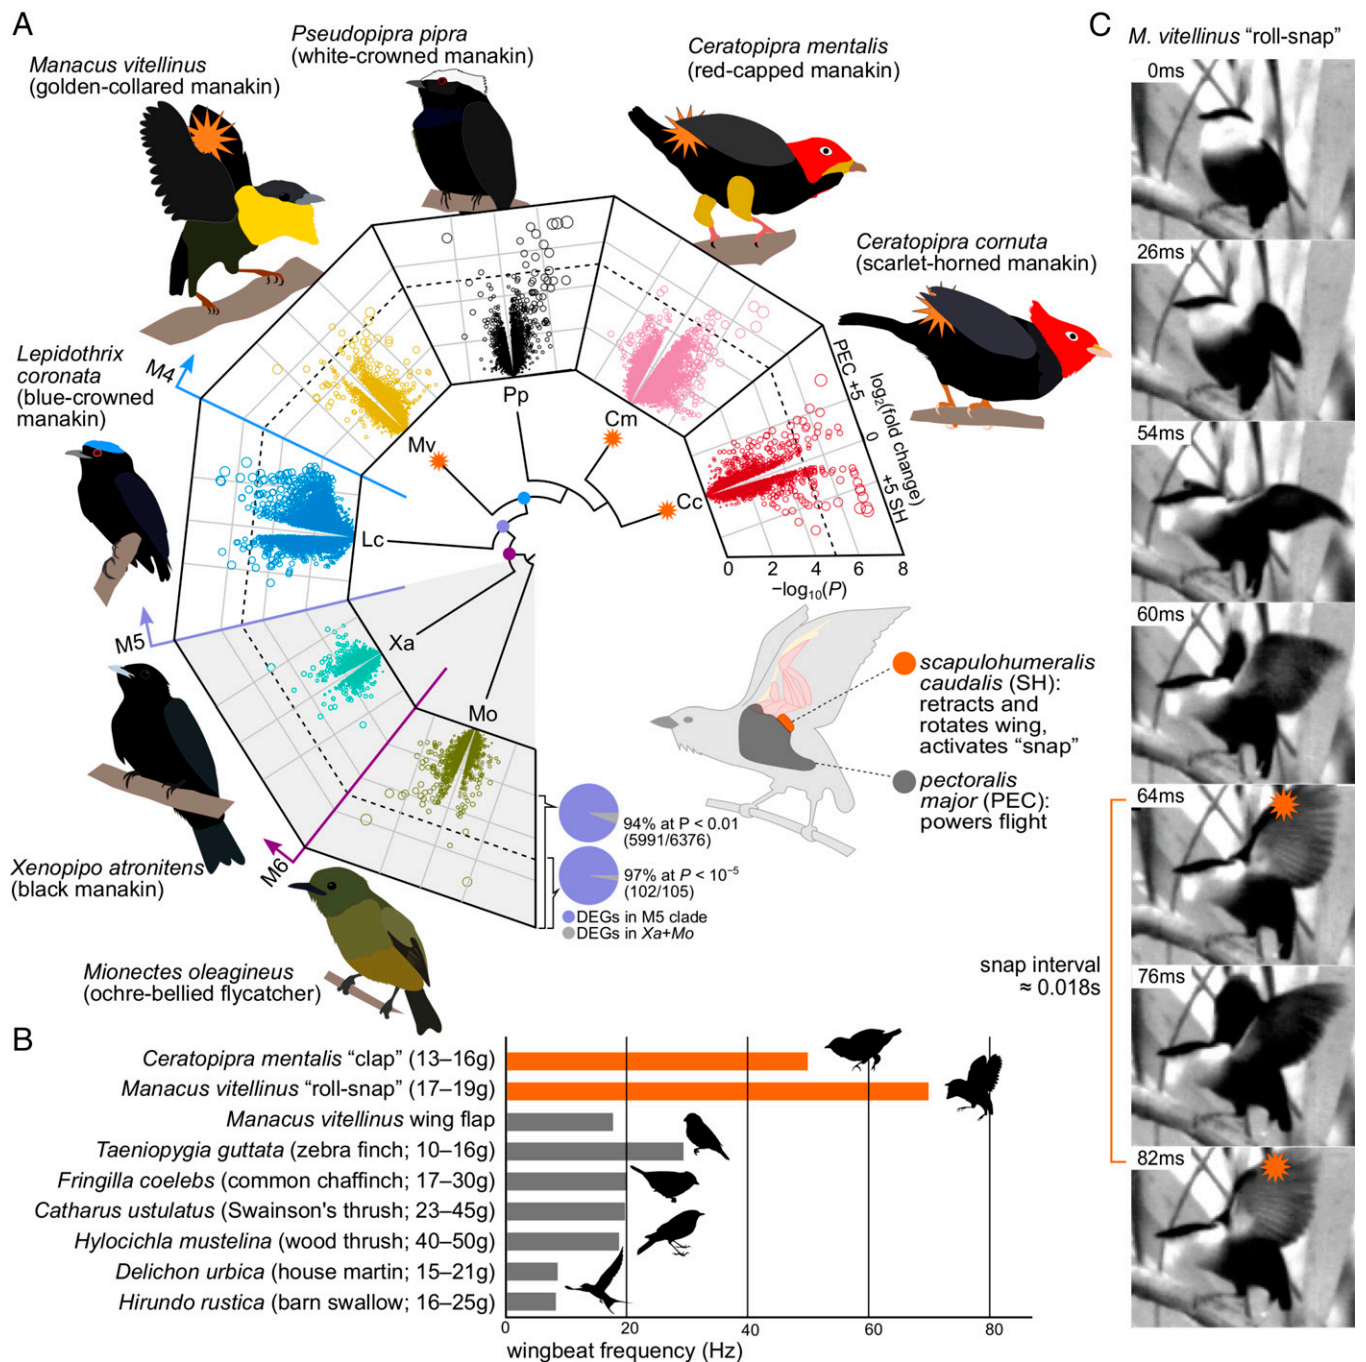 A
Manacus vitellinus
(golden-collared manakin)
Pseudopipra pipra
(white-crowned manakin)
Ceratopipra mentalis
(red-capped manakin)
Ceratopipra cornuta
(scarlet-horned manakin)
Lepidothrix
coronata
(blue-crowned
manakin)
M4
M5
M6
Mv
Pp
Cm
Cc
Lc
Xa
Mo
PEC +5
0
+5 SH
log2(fold change)
0 2 4 6 8
−log10(P)
Xenopipo atronitens
(black manakin)
Mionectes oleagineus
(ochre-bellied flycatcher)
94% at P < 0.01
(5991/6376)
97% at P < 10−5
(102/105)
DEGs in M5 clade
DEGs in Xa+Mo
scapulohumeralis
caudalis (SH):
retracts and
rotates wing,
activates “snap”
pectoralis
major (PEC):
powers flight
B
Ceratopipra mentalis “clap” (13–16g)
Manacus vitellinus “roll-snap” (17–19g)
Manacus vitellinus wing flap
Taeniopygia guttata (zebra finch; 10–16g)
Fringilla coelebs (common chaffinch; 17–30g)
Catharus ustulatus (Swainson's thrush; 23–45g)
Hylocichla mustelina (wood thrush; 40–50g)
Delichon urbica (house martin; 15–21g)
Hirundo rustica (barn swallow; 16–25g)
0 20 40 60 80
wingbeat frequency (Hz)
C
M. vitellinus “roll-snap”
0ms
26ms
54ms
60ms
64ms
76ms
82ms
snap interval
≈ 0.018s